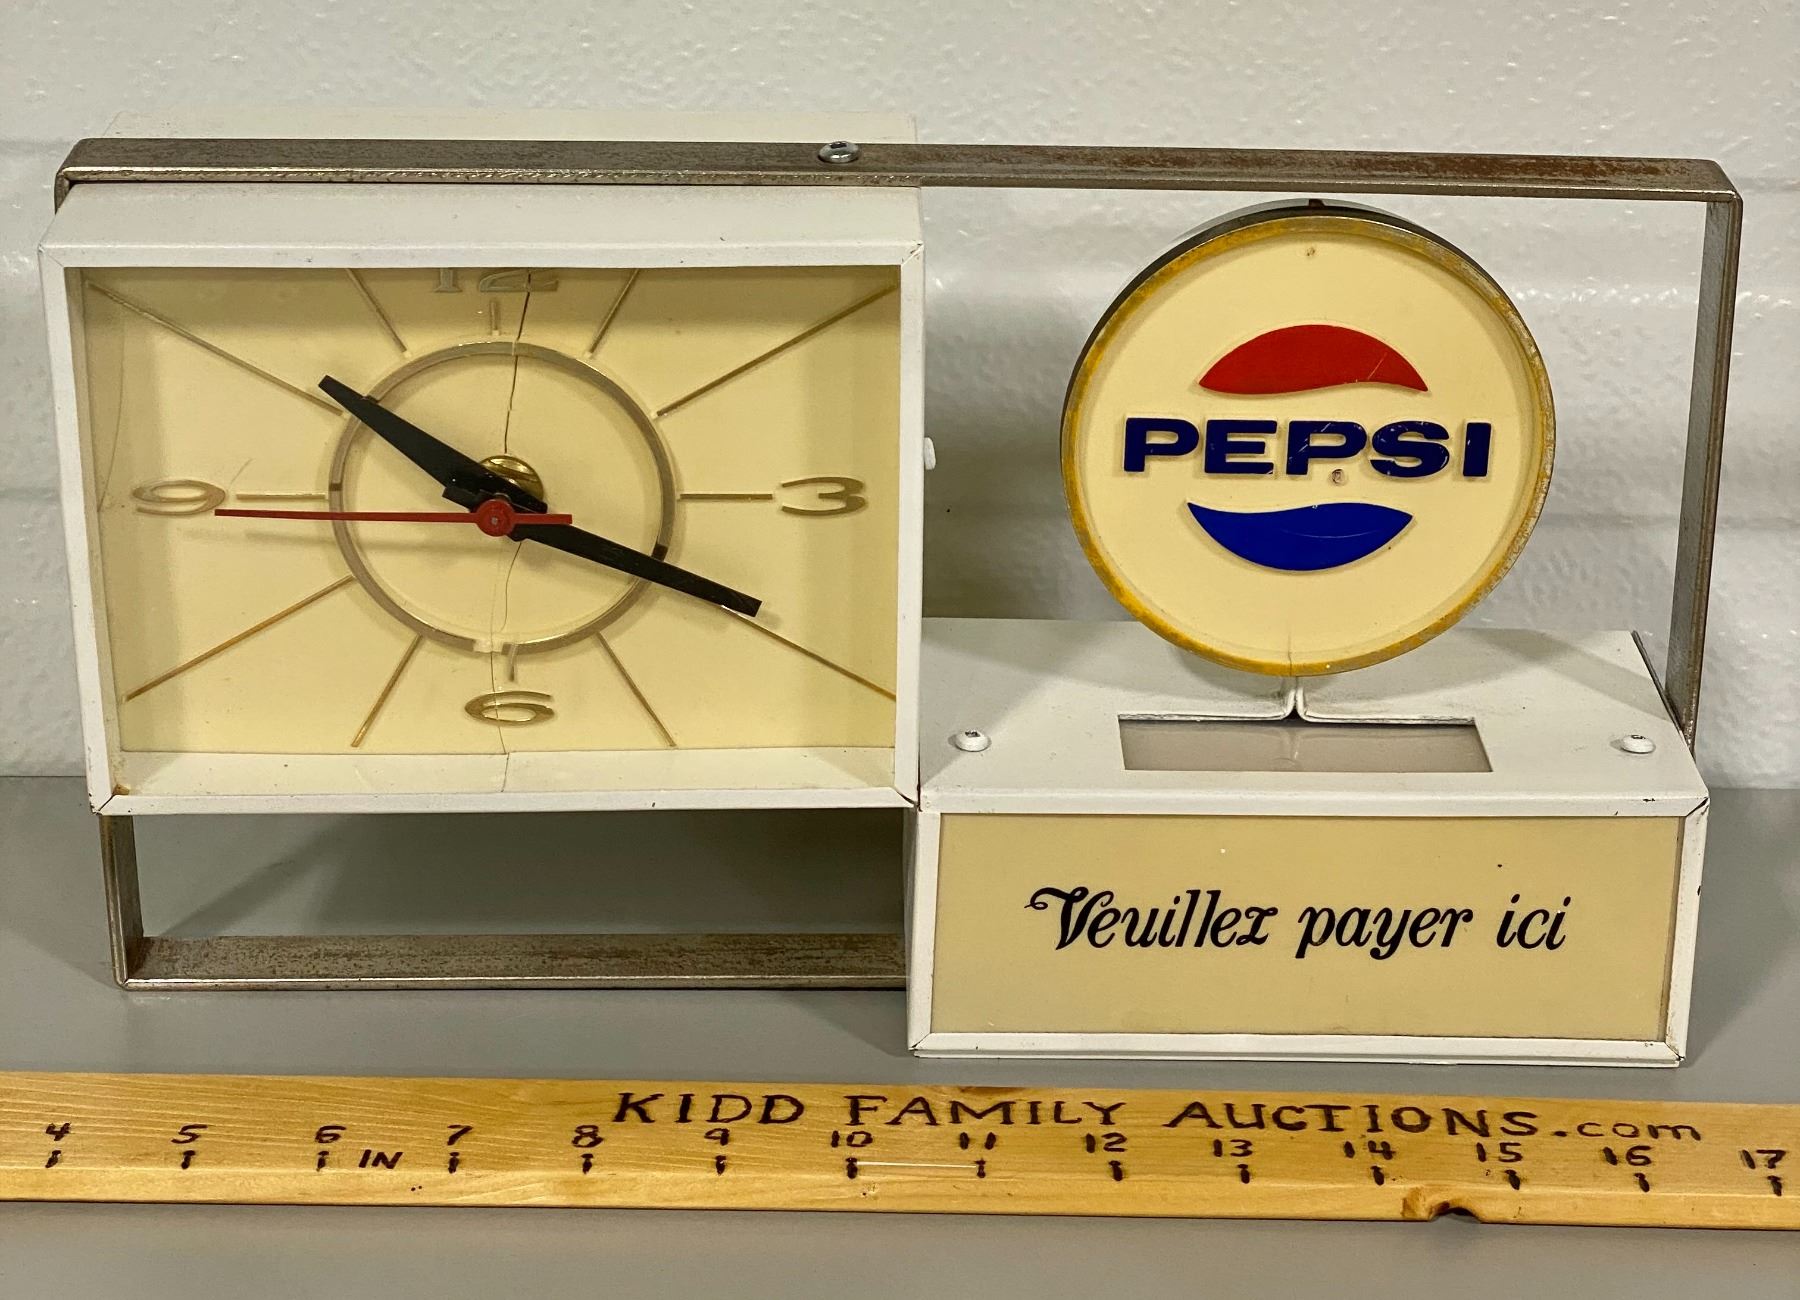 12
9
3
6
PEPSI
Veuillez payer ici
KIDD FAMILY AUCTIONS.com
4 5 6 IN 7 8 9 10 11 12 13 14 15 16 17